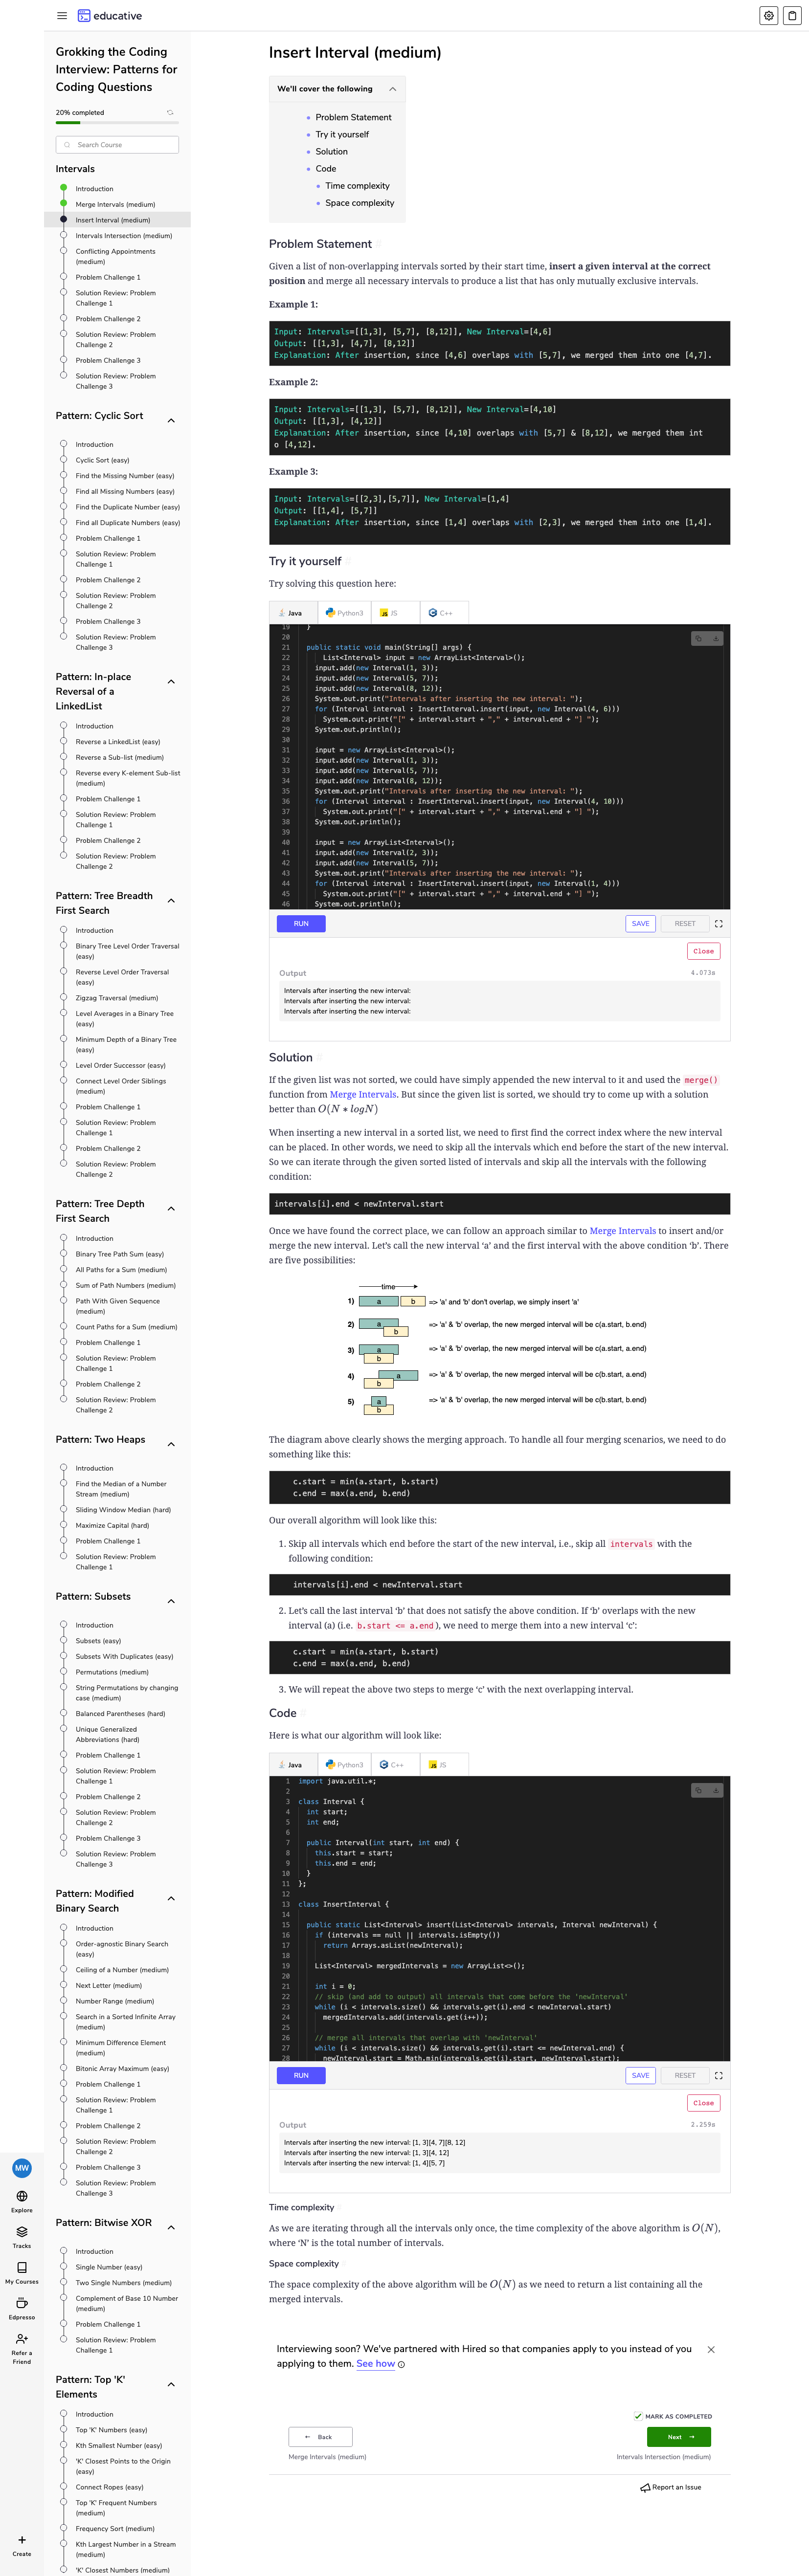 educative
Grokking the Coding
Interview: Patterns for
Coding Questions
20% completed
Search Course
Intervals
Introduction
Merge Intervals (medium)
Insert Interval (medium)
Intervals Intersection (medium)
Conflicting Appointments
(medium)
Problem Challenge 1
Solution Review: Problem
Challenge 1
Problem Challenge 2
Solution Review: Problem
Challenge 2
Problem Challenge 3
Solution Review: Problem
Challenge 3
Pattern: Cyclic Sort
Introduction
Cyclic Sort (easy)
Find the Missing Number (easy)
Find all Missing Numbers (easy)
Find the Duplicate Number (easy)
Find all Duplicate Numbers (easy)
Problem Challenge 1
Solution Review: Problem
Challenge 1
Problem Challenge 2
Solution Review: Problem
Challenge 2
Problem Challenge 3
Solution Review: Problem
Challenge 3
Pattern: In-place
Reversal of a
LinkedList
Introduction
Reverse a LinkedList (easy)
Reverse a Sub-list (medium)
Reverse every K-element Sub-list
(medium)
Problem Challenge 1
Solution Review: Problem
Challenge 1
Problem Challenge 2
Solution Review: Problem
Challenge 2
Pattern: Tree Breadth
First Search
Introduction
Binary Tree Level Order Traversal
(easy)
Reverse Level Order Traversal
(easy)
Zigzag Traversal (medium)
Level Averages in a Binary Tree
(easy)
Minimum Depth of a Binary Tree
(easy)
Level Order Successor (easy)
Connect Level Order Siblings
(medium)
Problem Challenge 1
Solution Review: Problem
Challenge 1
Problem Challenge 2
Solution Review: Problem
Challenge 2
Pattern: Tree Depth
First Search
Introduction
Binary Tree Path Sum (easy)
All Paths for a Sum (medium)
Sum of Path Numbers (medium)
Path With Given Sequence
(medium)
Count Paths for a Sum (medium)
Problem Challenge 1
Solution Review: Problem
Challenge 1
Problem Challenge 2
Solution Review: Problem
Challenge 2
Pattern: Two Heaps
Introduction
Find the Median of a Number
Stream (medium)
Sliding Window Median (hard)
Maximize Capital (hard)
Problem Challenge 1
Solution Review: Problem
Challenge 1
Pattern: Subsets
Introduction
Subsets (easy)
Subsets With Duplicates (easy)
Permutations (medium)
String Permutations by changing
case (medium)
Balanced Parentheses (hard)
Unique Generalized
Abbreviations (hard)
Problem Challenge 1
Solution Review: Problem
Challenge 1
Problem Challenge 2
Solution Review: Problem
Challenge 2
Problem Challenge 3
Solution Review: Problem
Challenge 3
Pattern: Modified
Binary Search
Introduction
Order-agnostic Binary Search
(easy)
Ceiling of a Number (medium)
Next Letter (medium)
Number Range (medium)
Search in a Sorted Infinite Array
(medium)
Minimum Difference Element
(medium)
Bitonic Array Maximum (easy)
Problem Challenge 1
Solution Review: Problem
Challenge 1
Problem Challenge 2
Solution Review: Problem
Challenge 2
Problem Challenge 3
Solution Review: Problem
Challenge 3
Pattern: Bitwise XOR
Introduction
Single Number (easy)
Two Single Numbers (medium)
Complement of Base 10 Number
(medium)
Problem Challenge 1
Solution Review: Problem
Challenge 1
Pattern: Top 'K'
Elements
Introduction
Top 'K' Numbers (easy)
Kth Smallest Number (easy)
'K' Closest Points to the Origin
(easy)
Connect Ropes (easy)
Top 'K' Frequent Numbers
(medium)
Frequency Sort (medium)
Kth Largest Number in a Stream
(medium)
'K' Closest Numbers (medium)
MW
Explore
Tracks
My Courses
Edpresso
Refer a
Friend
Create
Insert Interval (medium)
We'll cover the following
Problem Statement
Try it yourself
Solution
Code
Time complexity
Space complexity
Problem Statement
Given a list of non-overlapping intervals sorted by their start time, insert a given interval at the correct
position and merge all necessary intervals to produce a list that has only mutually exclusive intervals.
Example 1:
Input: Intervals=[[1,3], [5,7], [8,12]], New Interval=[4,6]
Output: [[1,3], [4,7], [8,12]]
Explanation: After insertion, since [4,6] overlaps with [5,7], we merged them into one [4,7].
Example 2:
Input: Intervals=[[1,3], [5,7], [8,12]], New Interval=[4,10]
Output: [[1,3], [4,12]]
Explanation: After insertion, since [4,10] overlaps with [5,7] & [8,12], we merged them int
o [4,12].
Example 3:
Input: Intervals=[[2,3],[5,7]], New Interval=[1,4]
Output: [[1,4], [5,7]]
Explanation: After insertion, since [1,4] overlaps with [2,3], we merged them into one [1,4].
Try it yourself
Try solving this question here:
Java Python3 JS C++
19 }
20
21 public static void main(String[] args) {
22 List<Interval> input = new ArrayList<Interval>();
23 input.add(new Interval(1, 3));
24 input.add(new Interval(5, 7));
25 input.add(new Interval(8, 12));
26 System.out.print("Intervals after inserting the new interval: ");
27 for (Interval interval : InsertInterval.insert(input, new Interval(4, 6)))
28 System.out.print("[" + interval.start + "," + interval.end + "] ");
29 System.out.println();
30
31 input = new ArrayList<Interval>();
32 input.add(new Interval(1, 3));
33 input.add(new Interval(5, 7));
34 input.add(new Interval(8, 12));
35 System.out.print("Intervals after inserting the new interval: ");
36 for (Interval interval : InsertInterval.insert(input, new Interval(4, 10)))
37 System.out.print("[" + interval.start + "," + interval.end + "] ");
38 System.out.println();
39
40 input = new ArrayList<Interval>();
41 input.add(new Interval(2, 3));
42 input.add(new Interval(5, 7));
43 System.out.print("Intervals after inserting the new interval: ");
44 for (Interval interval : InsertInterval.insert(input, new Interval(1, 4)))
45 System.out.print("[" + interval.start + "," + interval.end + "] ");
46 System.out.println();
RUN SAVE RESET
Close
Output 4.073s
Intervals after inserting the new interval:
Intervals after inserting the new interval:
Intervals after inserting the new interval:
Solution
If the given list was not sorted, we could have simply appended the new interval to it and used the merge()
function from Merge Intervals. But since the given list is sorted, we should try to come up with a solution
better than O(N * logN)
When inserting a new interval in a sorted list, we need to first find the correct index where the new interval
can be placed. In other words, we need to skip all the intervals which end before the start of the new interval.
So we can iterate through the given sorted listed of intervals and skip all the intervals with the following
condition:
intervals[i].end < newInterval.start
Once we have found the correct place, we can follow an approach similar to Merge Intervals to insert and/or
merge the new interval. Let’s call the new interval ‘a’ and the first interval with the above condition ‘b’. There
are five possibilities:
time
1) a b => 'a' and 'b' don't overlap, we simply insert 'a'
2) a b => 'a' & 'b' overlap, the new merged interval will be c(a.start, b.end)
3) a b => 'a' & 'b' overlap, the new merged interval will be c(a.start, a.end)
4) a b => 'a' & 'b' overlap, the new merged interval will be c(b.start, a.end)
5) a b => 'a' & 'b' overlap, the new merged interval will be c(b.start, b.end)
The diagram above clearly shows the merging approach. To handle all four merging scenarios, we need to do
something like this:
c.start = min(a.start, b.start)
c.end = max(a.end, b.end)
Our overall algorithm will look like this:
1. Skip all intervals which end before the start of the new interval, i.e., skip all intervals with the
following condition:
intervals[i].end < newInterval.start
2. Let’s call the last interval ‘b’ that does not satisfy the above condition. If ‘b’ overlaps with the new
interval (a) (i.e. b.start <= a.end), we need to merge them into a new interval ‘c’:
c.start = min(a.start, b.start)
c.end = max(a.end, b.end)
3. We will repeat the above two steps to merge ‘c’ with the next overlapping interval.
Code
Here is what our algorithm will look like:
Java Python3 C++ JS
1 import java.util.*;
2
3 class Interval {
4 int start;
5 int end;
6
7 public Interval(int start, int end) {
8 this.start = start;
9 this.end = end;
10 }
11 };
12
13 class InsertInterval {
14
15 public static List<Interval> insert(List<Interval> intervals, Interval newInterval) {
16 if (intervals == null || intervals.isEmpty())
17 return Arrays.asList(newInterval);
18
19 List<Interval> mergedIntervals = new ArrayList<>();
20
21 int i = 0;
22 // skip (and add to output) all intervals that come before the 'newInterval'
23 while (i < intervals.size() && intervals.get(i).end < newInterval.start)
24 mergedIntervals.add(intervals.get(i++));
25
26 // merge all intervals that overlap with 'newInterval'
27 while (i < intervals.size() && intervals.get(i).start <= newInterval.end) {
28 newInterval.start = Math.min(intervals.get(i).start, newInterval.start);
RUN SAVE RESET
Close
Output 2.259s
Intervals after inserting the new interval: [1, 3][4, 7][8, 12]
Intervals after inserting the new interval: [1, 3][4, 12]
Intervals after inserting the new interval: [1, 4][5, 7]
Time complexity
As we are iterating through all the intervals only once, the time complexity of the above algorithm is O(N),
where ‘N’ is the total number of intervals.
Space complexity
The space complexity of the above algorithm will be O(N) as we need to return a list containing all the
merged intervals.
Interviewing soon? We've partnered with Hired so that companies apply to you instead of you
applying to them. See how
MARK AS COMPLETED
← Back Next →
Merge Intervals (medium) Intervals Intersection (medium)
Report an Issue